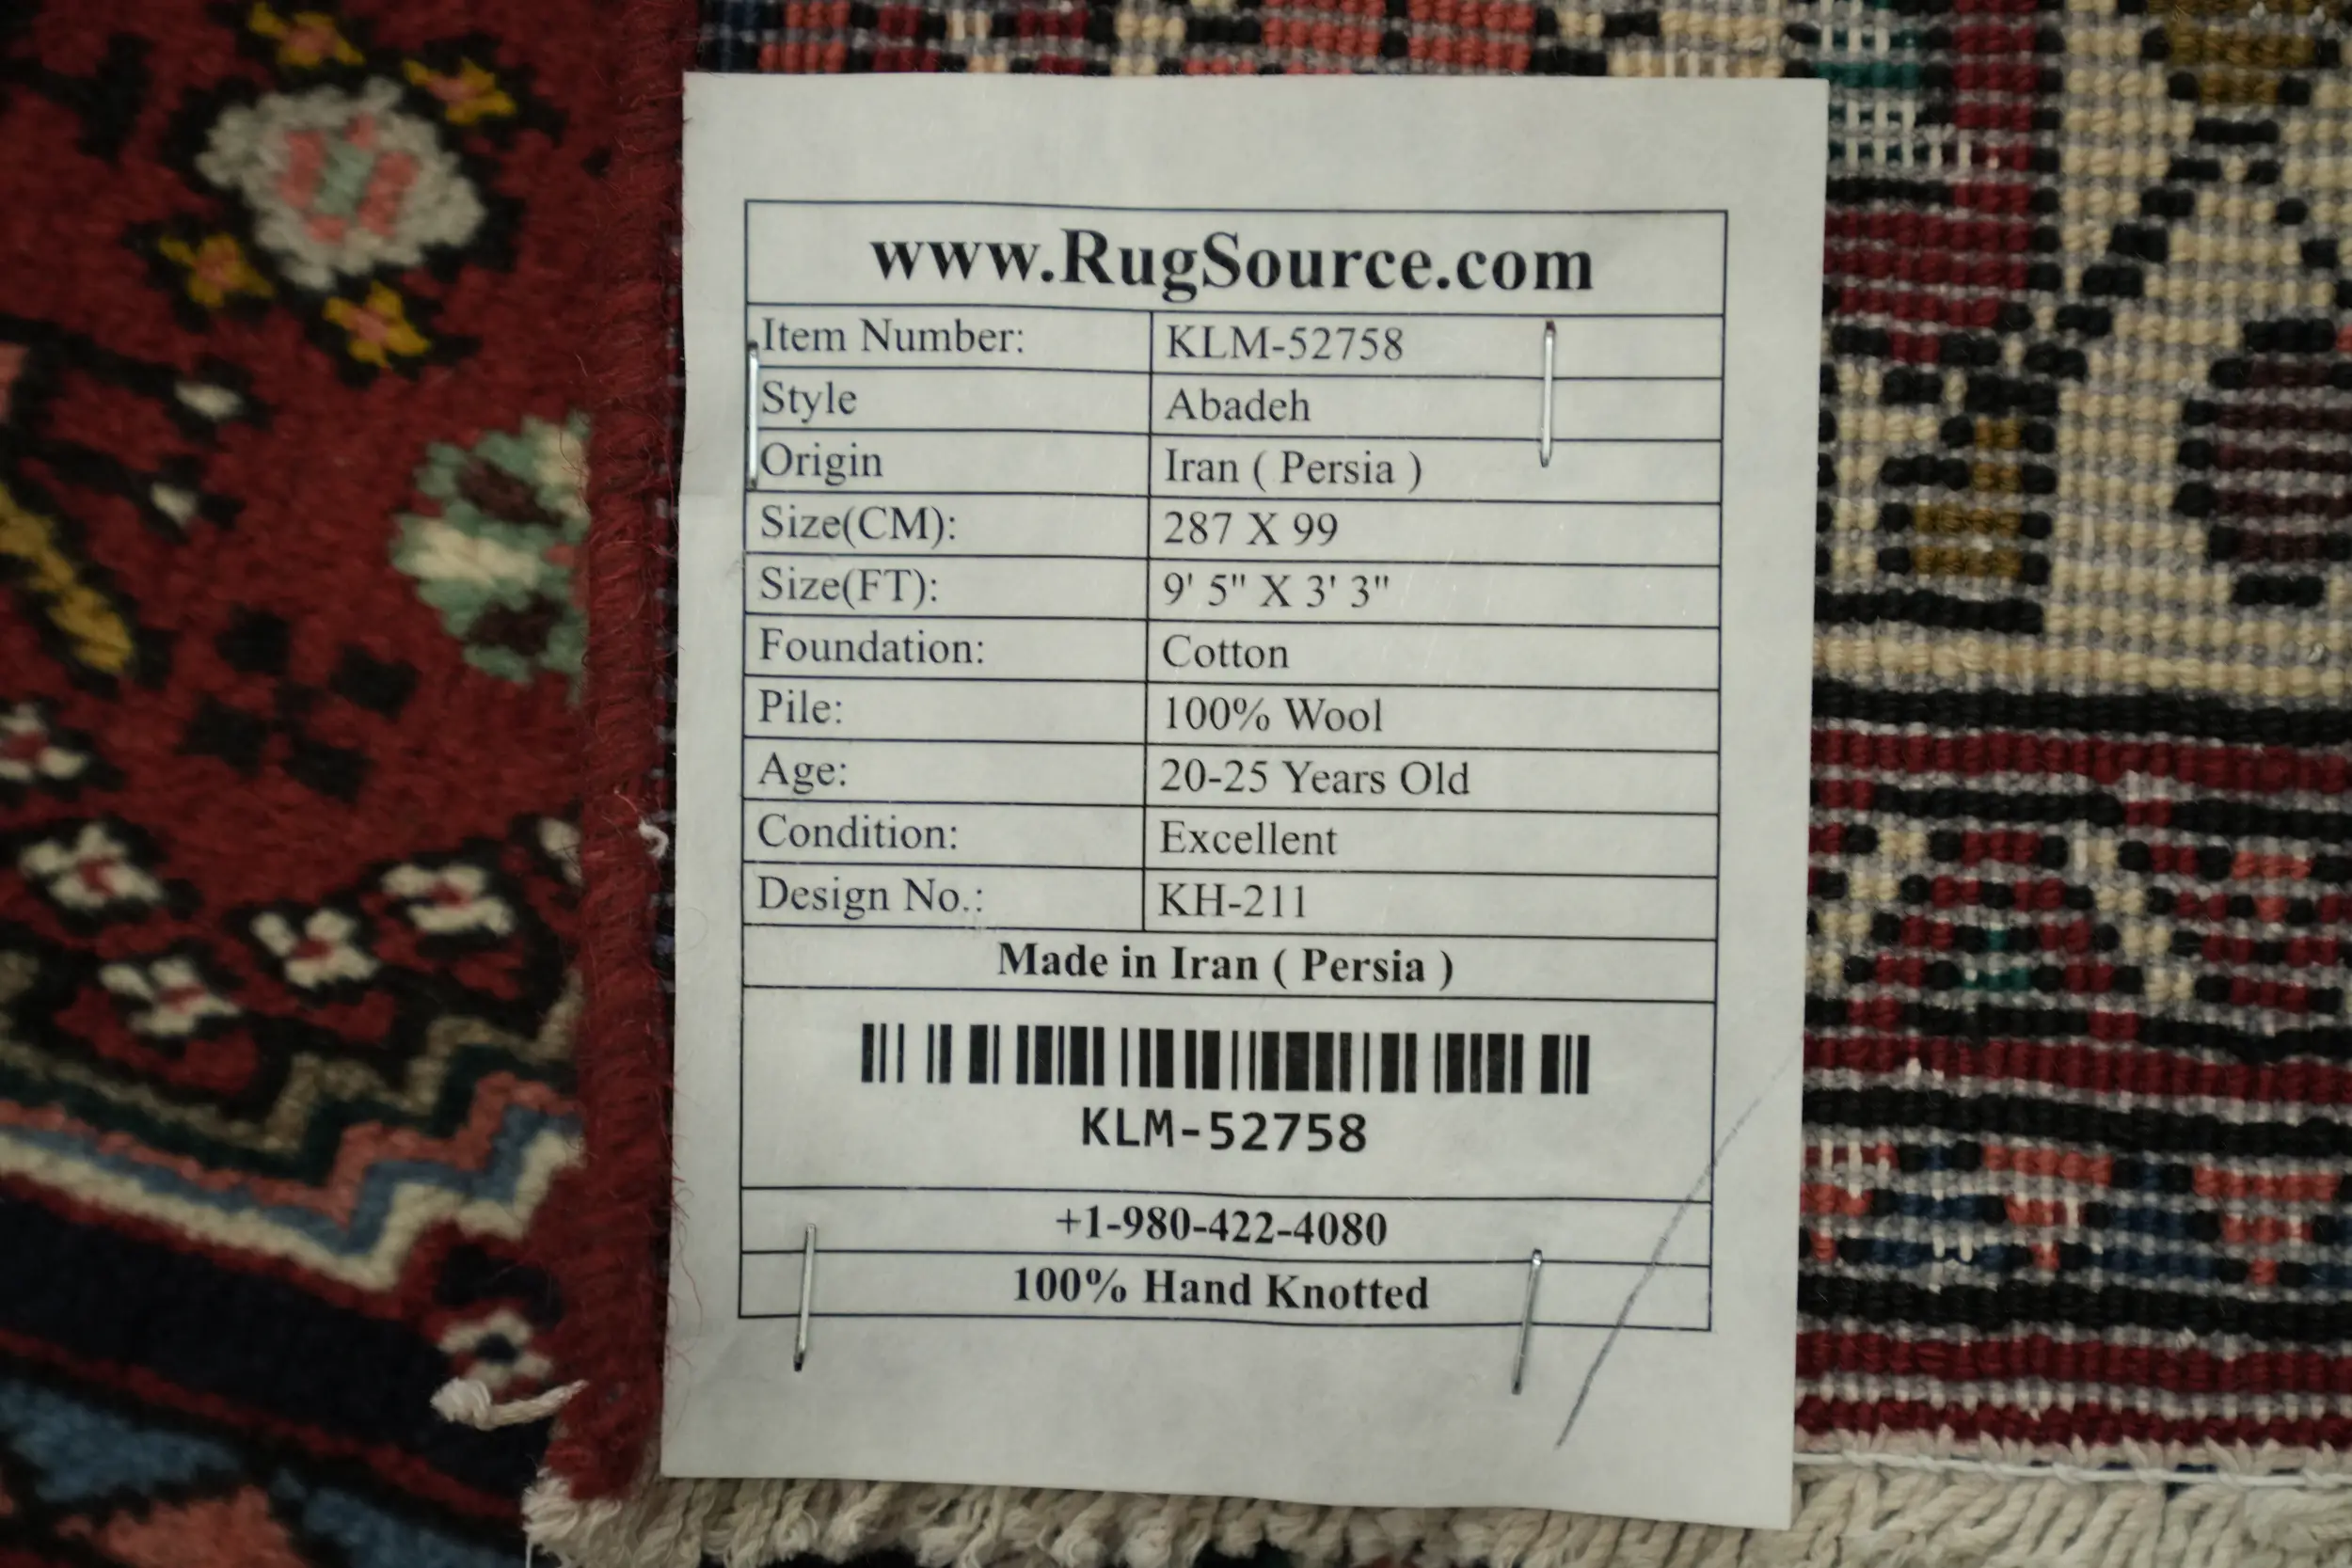 www.RugSource.com
Item Number: KLM-52758
Style Abadeh
Origin Iran ( Persia )
Size(CM): 287 X 99
Size(FT): 9' 5" X 3' 3"
Foundation: Cotton
Pile: 100% Wool
Age: 20-25 Years Old
Condition: Excellent
Design No.: KH-211
Made in Iran ( Persia )
KLM-52758
+1-980-422-4080
100% Hand Knotted